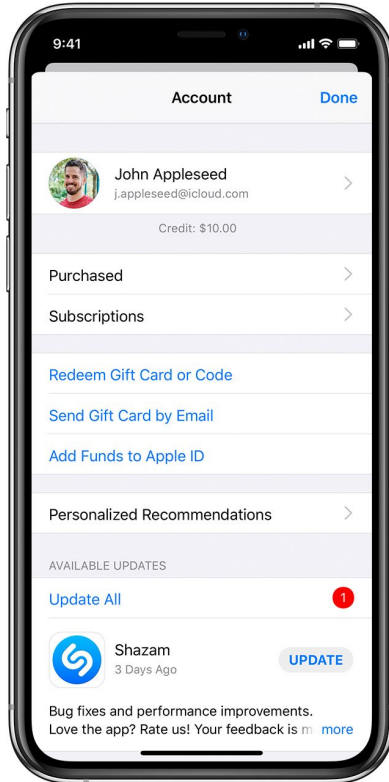 9:41
Account
Done
John Appleseed
j.appleseed@icloud.com
Credit: $10.00
Purchased
Subscriptions
Redeem Gift Card or Code
Send Gift Card by Email
Add Funds to Apple ID
Personalized Recommendations
AVAILABLE UPDATES
Update All
1
Shazam
UPDATE
3 Days Ago
Bug fixes and performance improvements.
Love the app? Rate us! Your feedback is m more